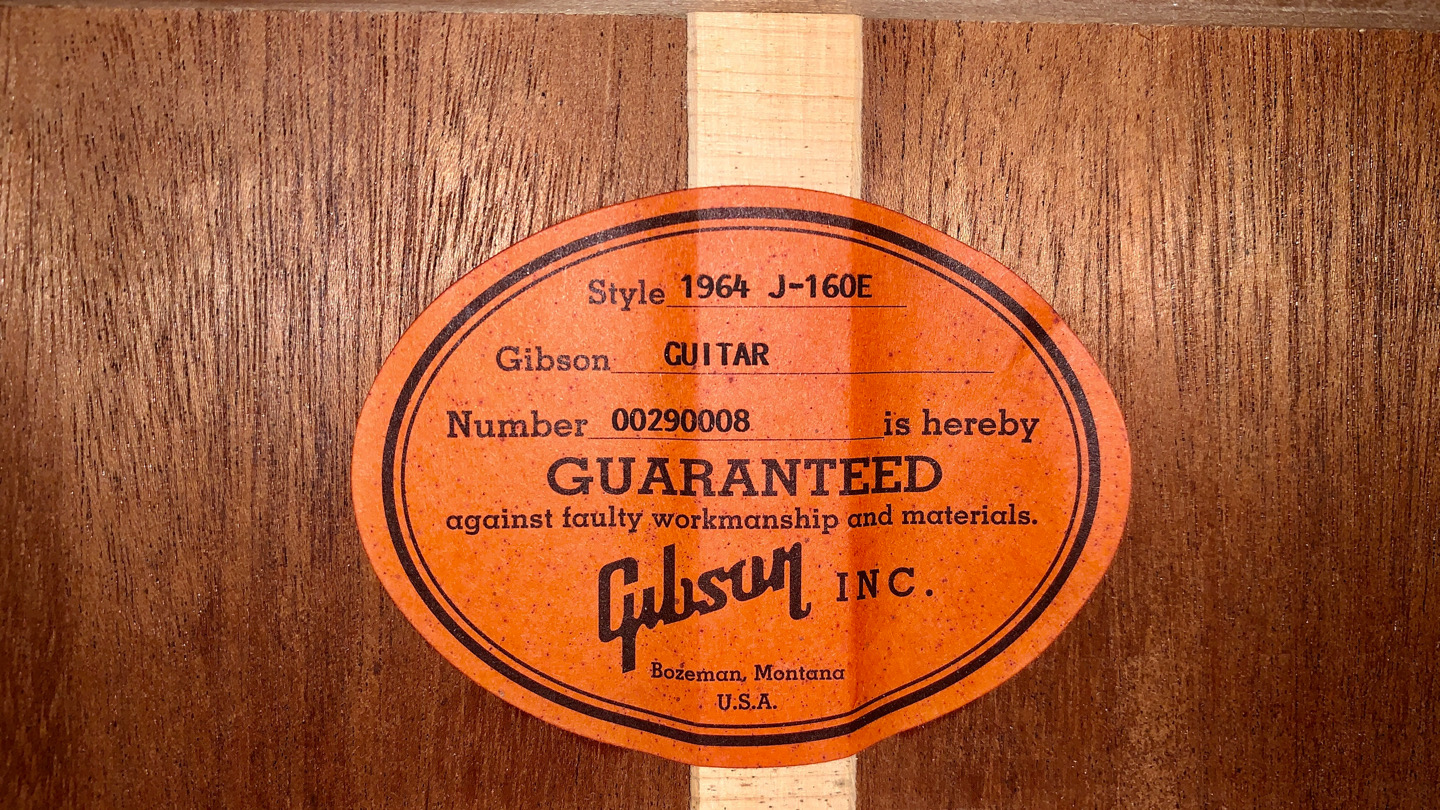 Style 1964 J-160E
Gibson GUITAR
Number 00290008 is hereby
GUARANTEED
against faulty workmanship and materials.
Gibson INC.
Bozeman, Montana
U.S.A.